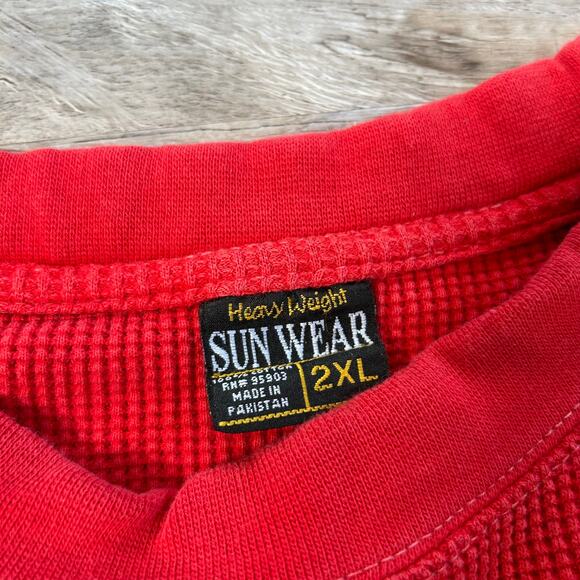 Heavy Weight
SUN WEAR
100% COTTON
RN# 95903
MADE IN
PAKISTAN
2XL